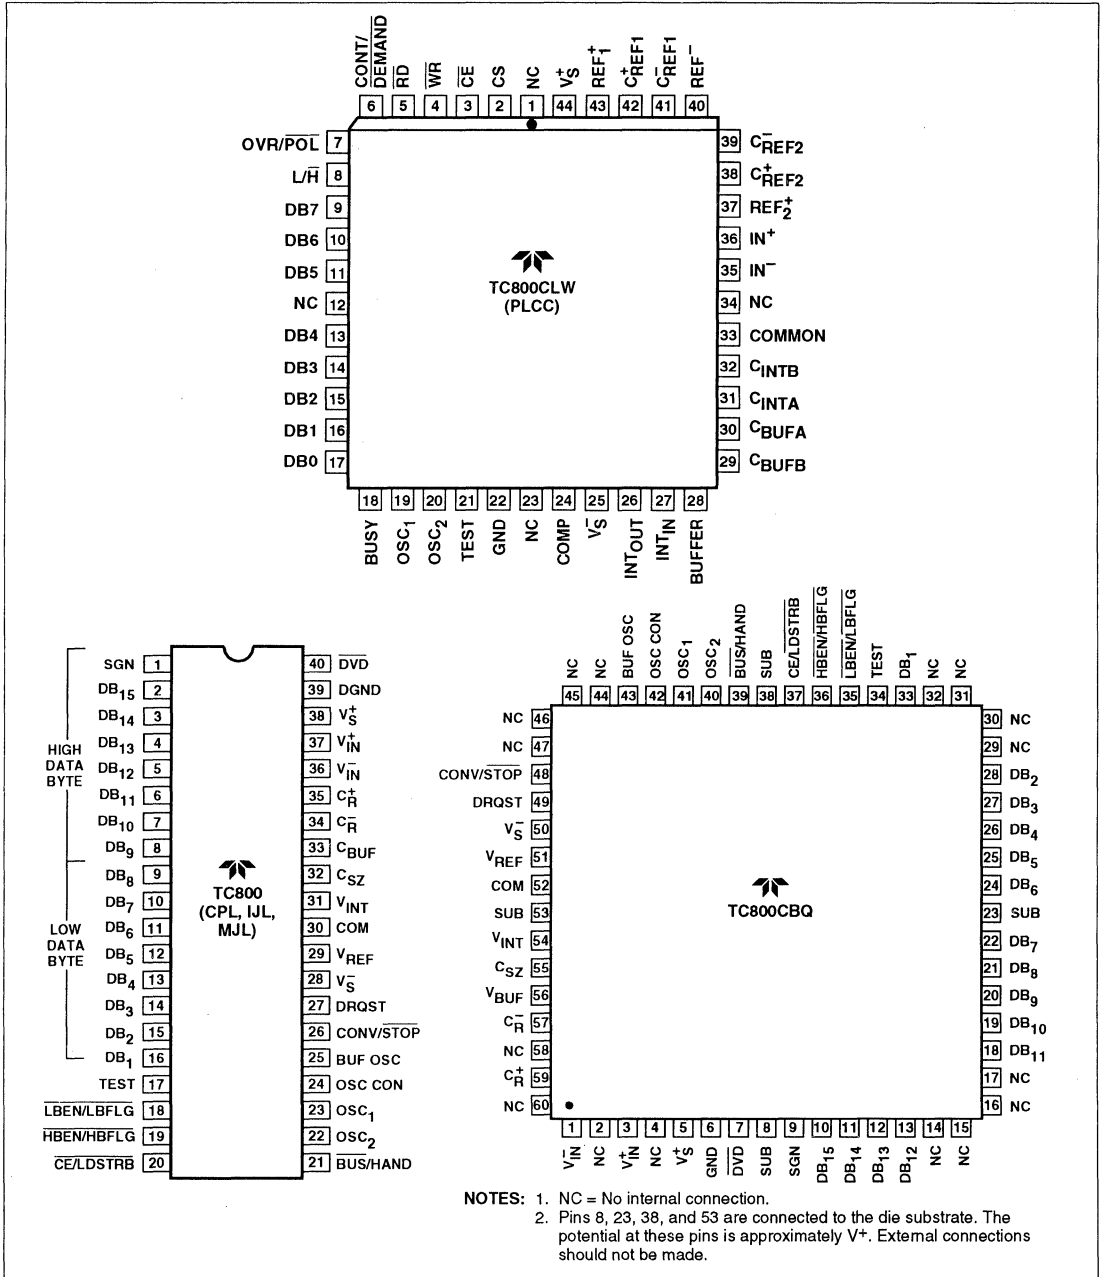 CONT/
DEMAND
RD
WR
CE
CS
NC
V+S
REF+1
C+REF1
C−REF1
REF−
6 5 4 3 2 1 44 43 42 41 40
OVR/POL 7
L/H 8
DB7 9
DB6 10
DB5 11
NC 12
DB4 13
DB3 14
DB2 15
DB1 16
DB0 17
39 C−REF2
38 C+REF2
37 REF+2
36 IN+
35 IN−
34 NC
33 COMMON
32 CINTB
31 CINTA
30 CBUFA
29 CBUFB
TC800CLW
(PLCC)
18 19 20 21 22 23 24 25 26 27 28
BUSY
OSC1
OSC2
TEST
GND
NC
COMP
V−S
INTOUT
INTIN
BUFFER
HIGH
DATA
BYTE
LOW
DATA
BYTE
SGN 1
DB15 2
DB14 3
DB13 4
DB12 5
DB11 6
DB10 7
DB9 8
DB8 9
DB7 10
DB6 11
DB5 12
DB4 13
DB3 14
DB2 15
DB1 16
TEST 17
LBEN/LBFLG 18
HBEN/HBFLG 19
CE/LDSTRB 20
TC800
(CPL, IJL,
MJL)
40 DVD
39 DGND
38 V+S
37 V+IN
36 V−IN
35 C+R
34 C−R
33 CBUF
32 CSZ
31 VINT
30 COM
29 VREF
28 V−S
27 DRQST
26 CONV/STOP
25 BUF OSC
24 OSC CON
23 OSC1
22 OSC2
21 BUS/HAND
NC
NC
BUF OSC
OSC CON
OSC1
OSC2
BUS/HAND
SUB
CE/LDSTRB
HBEN/HBFLG
LBEN/LBFLG
TEST
DB1
NC
NC
45 44 43 42 41 40 39 38 37 36 35 34 33 32 31
NC 46
NC 47
CONV/STOP 48
DRQST 49
V−S 50
VREF 51
COM 52
SUB 53
VINT 54
CSZ 55
VBUF 56
C−R 57
NC 58
C+R 59
NC 60
TC800CBQ
30 NC
29 NC
28 DB2
27 DB3
26 DB4
25 DB5
24 DB6
23 SUB
22 DB7
21 DB8
20 DB9
19 DB10
18 DB11
17 NC
16 NC
1 2 3 4 5 6 7 8 9 10 11 12 13 14 15
V−IN
NC
V+IN
NC
V+S
GND
DVD
SUB
SGN
DB15
DB14
DB13
DB12
NC
NC
NOTES: 1. NC = No internal connection.
2. Pins 8, 23, 38, and 53 are connected to the die substrate. The
potential at these pins is approximately V+. External connections
should not be made.